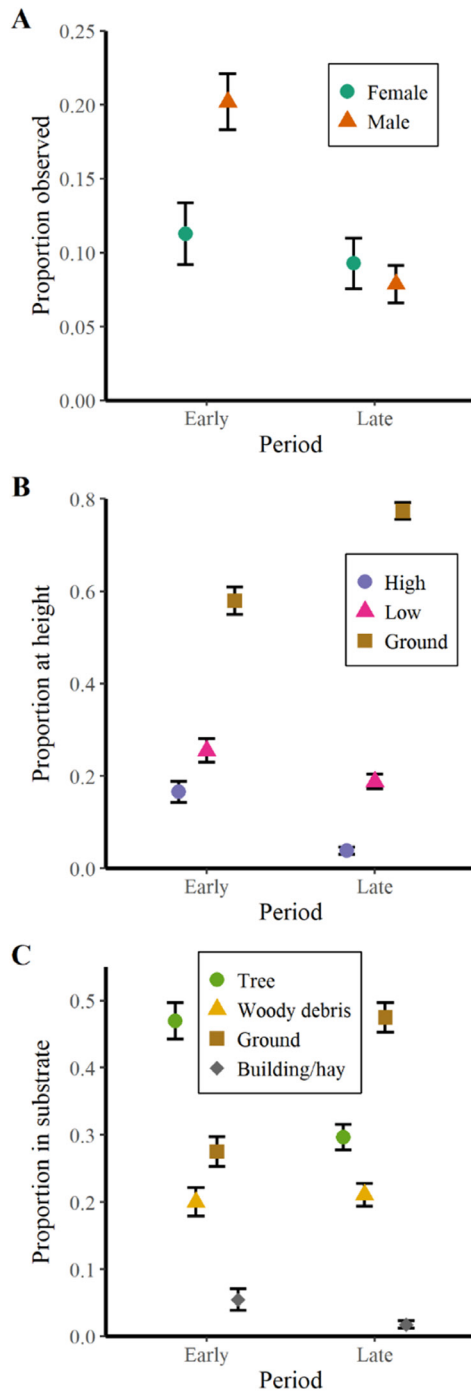 A
0.25
0.20
0.15
0.10
0.05
0.00
Proportion observed
Female
Male
Early
Late
Period
B
0.8
0.6
0.4
0.2
0.0
Proportion at height
High
Low
Ground
Early
Late
Period
C
0.5
0.4
0.3
0.2
0.1
0.0
Proportion in substrate
Tree
Woody debris
Ground
Building/hay
Early
Late
Period